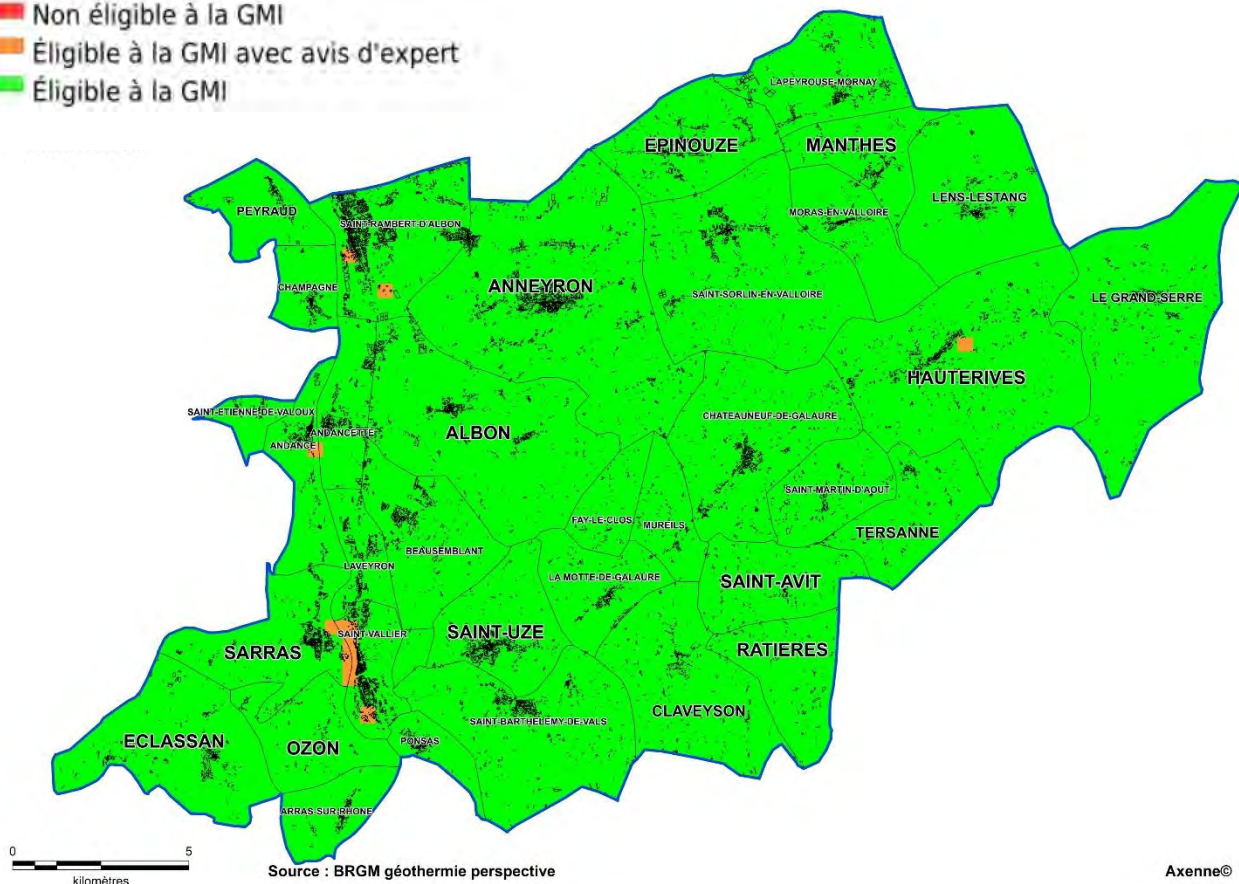 Non éligible à la GMI
Éligible à la GMI avec avis d'expert
Éligible à la GMI
LAPEYROUSE-MORNAY
EPINOUZE
MANTHES
LENS-LESTANG
PEYRAUD
SAINT-RAMBERT-D'ALBON
MORAS-EN-VALLOIRE
CHAMPAGNE
ANNEYRON
SAINT-SORLIN-EN-VALLOIRE
LE GRAND-SERRE
HAUTERIVES
SAINT-ETIENNE-DE-VALOUX
ANDANCETTE
ANDANCE
ALBON
CHATEAUNEUF-DE-GALAURE
SAINT-MARTIN-D'AOUT
FAY-LE-CLOS
MUREILS
TERSANNE
BEAUSEMBLANT
LAVEYRON
LA MOTTE-DE-GALAURE
SAINT-AVIT
SAINT-VALLIER
SAINT-UZE
SARRAS
RATIERES
CLAVEYSON
SAINT-BARTHELEMY-DE-VALS
ECLASSAN
OZON
PONSAS
ARRAS-SUR-RHONE
0 5
kilomètres
Source : BRGM géothermie perspective
Axenne©